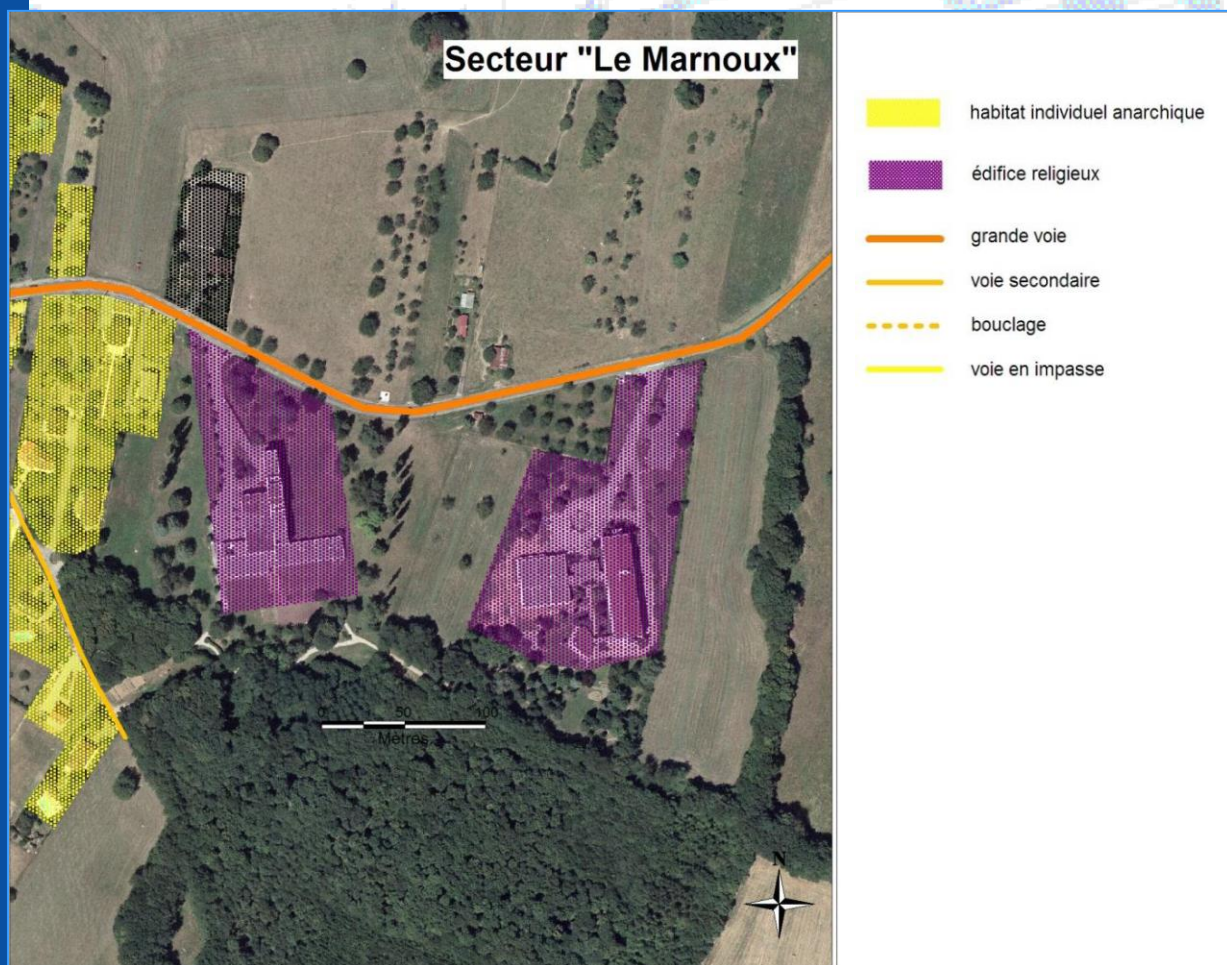 Secteur "Le Marnoux"
habitat individuel anarchique
édifice religieux
grande voie
voie secondaire
bouclage
voie en impasse
0 50 100
Mètres
N